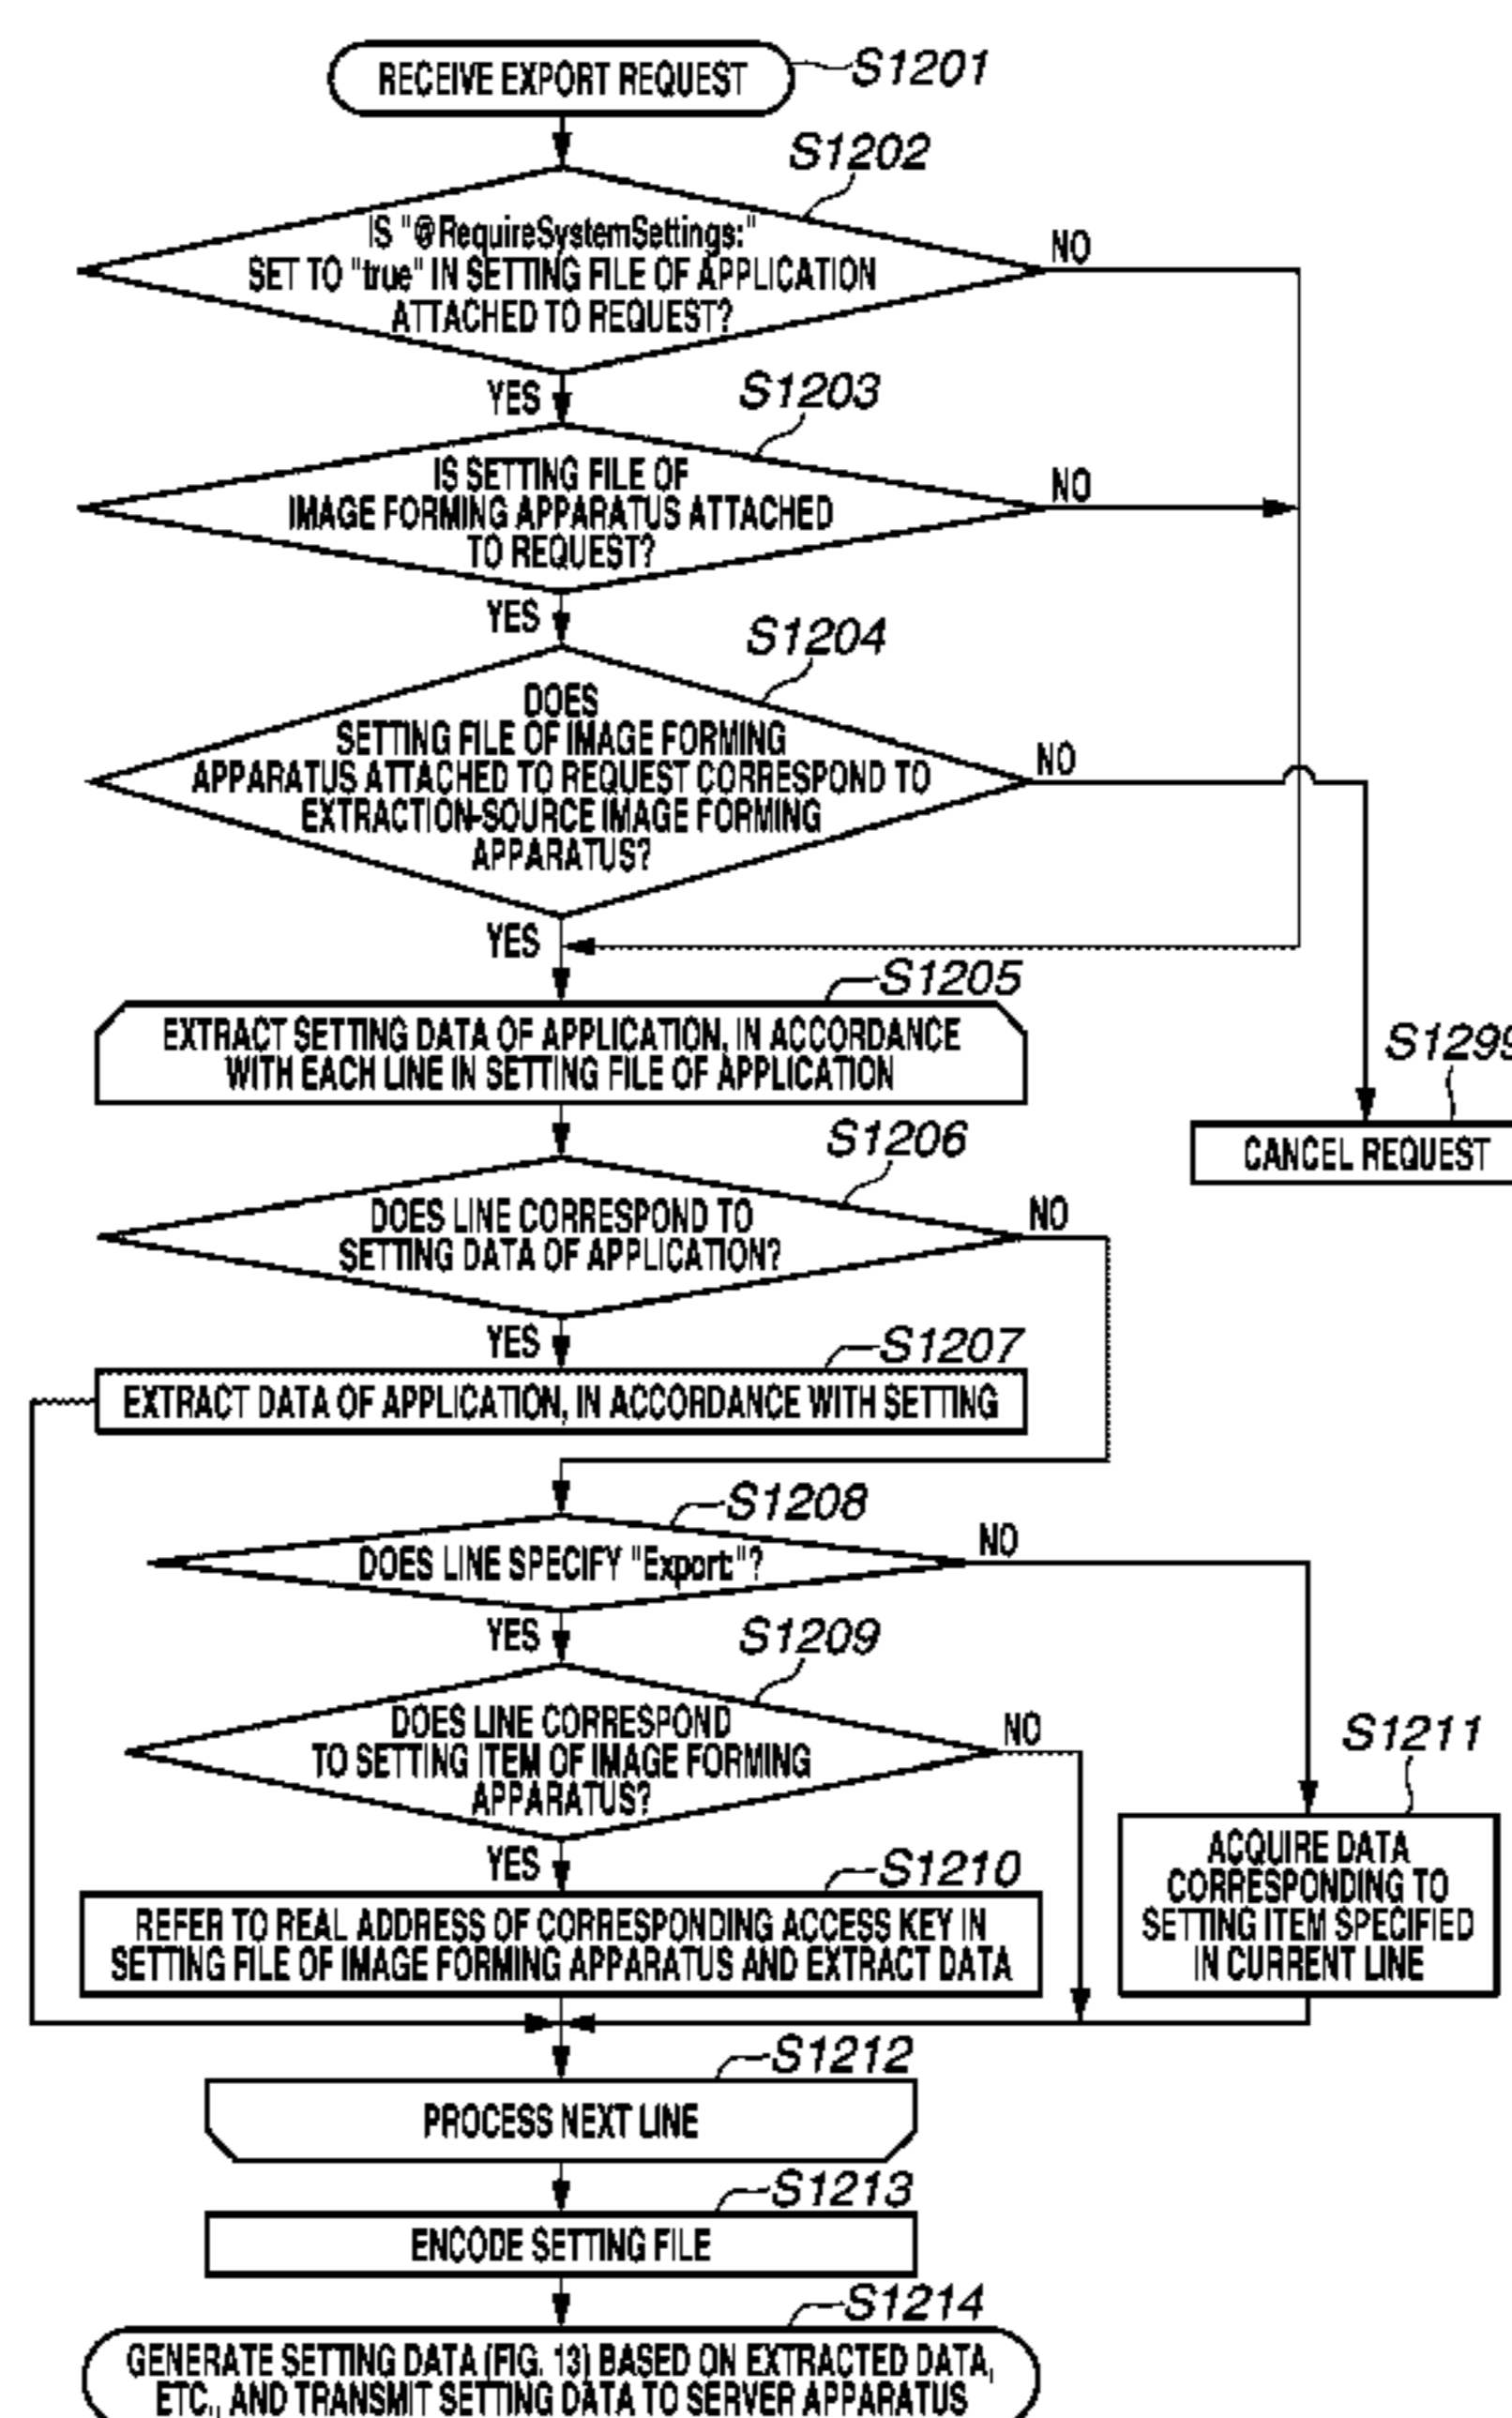 RECEIVE EXPORT REQUEST
S1201
S1202
IS "@RequireSystemSettings:"
SET TO "true" IN SETTING FILE OF APPLICATION
ATTACHED TO REQUEST?
NO
YES
S1203
IS SETTING FILE OF
IMAGE FORMING APPARATUS ATTACHED
TO REQUEST?
NO
YES
S1204
DOES
SETTING FILE OF IMAGE FORMING
APPARATUS ATTACHED TO REQUEST CORRESPOND TO
EXTRACTION-SOURCE IMAGE FORMING
APPARATUS?
NO
YES
S1205
EXTRACT SETTING DATA OF APPLICATION, IN ACCORDANCE
WITH EACH LINE IN SETTING FILE OF APPLICATION
S1299
CANCEL REQUEST
S1206
DOES LINE CORRESPOND TO
SETTING DATA OF APPLICATION?
NO
YES
S1207
EXTRACT DATA OF APPLICATION, IN ACCORDANCE WITH SETTING
S1208
DOES LINE SPECIFY "Export:"?
NO
YES
S1209
DOES LINE CORRESPOND
TO SETTING ITEM OF IMAGE FORMING
APPARATUS?
NO
YES
S1210
REFER TO REAL ADDRESS OF CORRESPONDING ACCESS KEY IN
SETTING FILE OF IMAGE FORMING APPARATUS AND EXTRACT DATA
S1211
ACQUIRE DATA
CORRESPONDING TO
SETTING ITEM SPECIFIED
IN CURRENT LINE
S1212
PROCESS NEXT LINE
S1213
ENCODE SETTING FILE
S1214
GENERATE SETTING DATA (FIG. 13) BASED ON EXTRACTED DATA,
ETC., AND TRANSMIT SETTING DATA TO SERVER APPARATUS